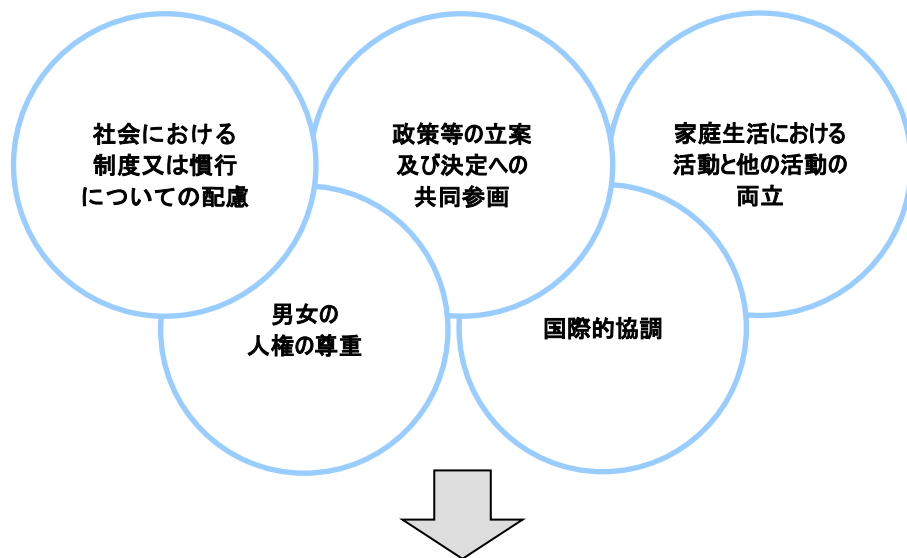 社会における
制度又は慣行
についての配慮
政策等の立案
及び決定への
共同参画
家庭生活における
活動と他の活動の
両立
男女の
人権の尊重
国際的協調